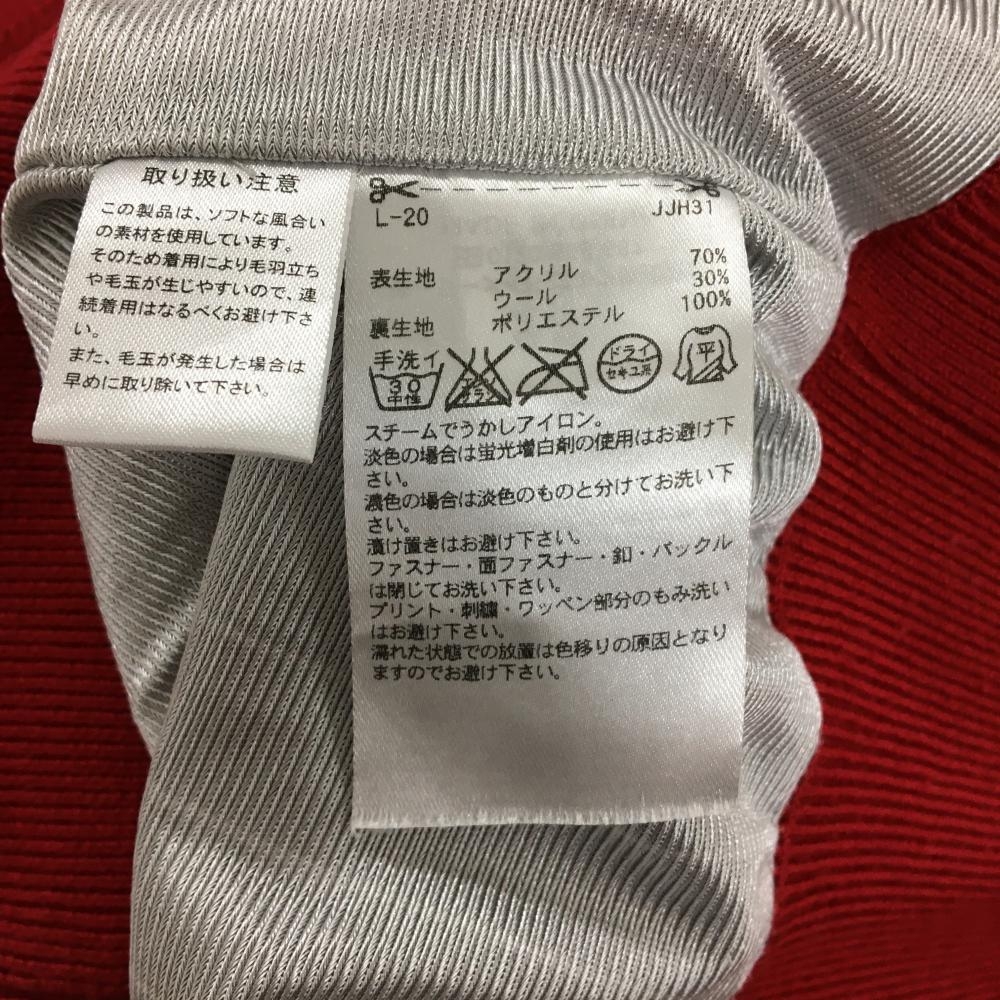 取り扱い注意
この製品は、ソフトな風合い
の素材を使用しています。
そのため着用により毛羽立ち
や毛玉が生じやすいので、連
続着用はなるべくお避け下さ
い。
また、毛玉が発生した場合は
早めに取り除いて下さい。
L-20 JJH31
表生地 アクリル 70%
ウール 30%
裏生地 ポリエステル 100%
手洗イ
30
中性
エンソ
サラシ
ドライ
セキユ系
平
スチームでうかしアイロン。
淡色の場合は蛍光増白剤の使用はお避け下
さい。
濃色の場合は淡色のものと分けてお洗い下
さい。
漬け置きはお避け下さい。
ファスナー・面ファスナー・釦・バックル
は閉じてお洗い下さい。
プリント・刺繍・ワッペン部分のもみ洗い
はお避け下さい。
濡れた状態での放置は色移りの原因となり
ますのでお避け下さい。